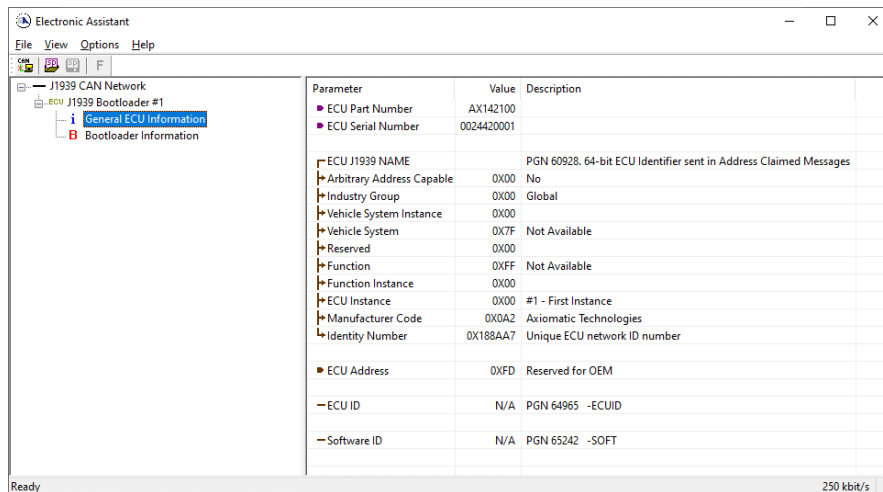 Electronic Assistant
File View Options Help
CAN SP SP F
J1939 CAN Network
ECU J1939 Bootloader #1
i General ECU Information
B Bootloader Information
Parameter Value Description
ECU Part Number AX142100
ECU Serial Number 0024420001
ECU J1939 NAME PGN 60928. 64-bit ECU Identifier sent in Address Claimed Messages
Arbitrary Address Capable 0X00 No
Industry Group 0X00 Global
Vehicle System Instance 0X00
Vehicle System 0X7F Not Available
Reserved 0X00
Function 0XFF Not Available
Function Instance 0X00
ECU Instance 0X00 #1 - First Instance
Manufacturer Code 0X0A2 Axiomatic Technologies
Identity Number 0X188AA7 Unique ECU network ID number
ECU Address 0XFD Reserved for OEM
ECU ID N/A PGN 64965 -ECUID
Software ID N/A PGN 65242 -SOFT
Ready 250 kbit/s